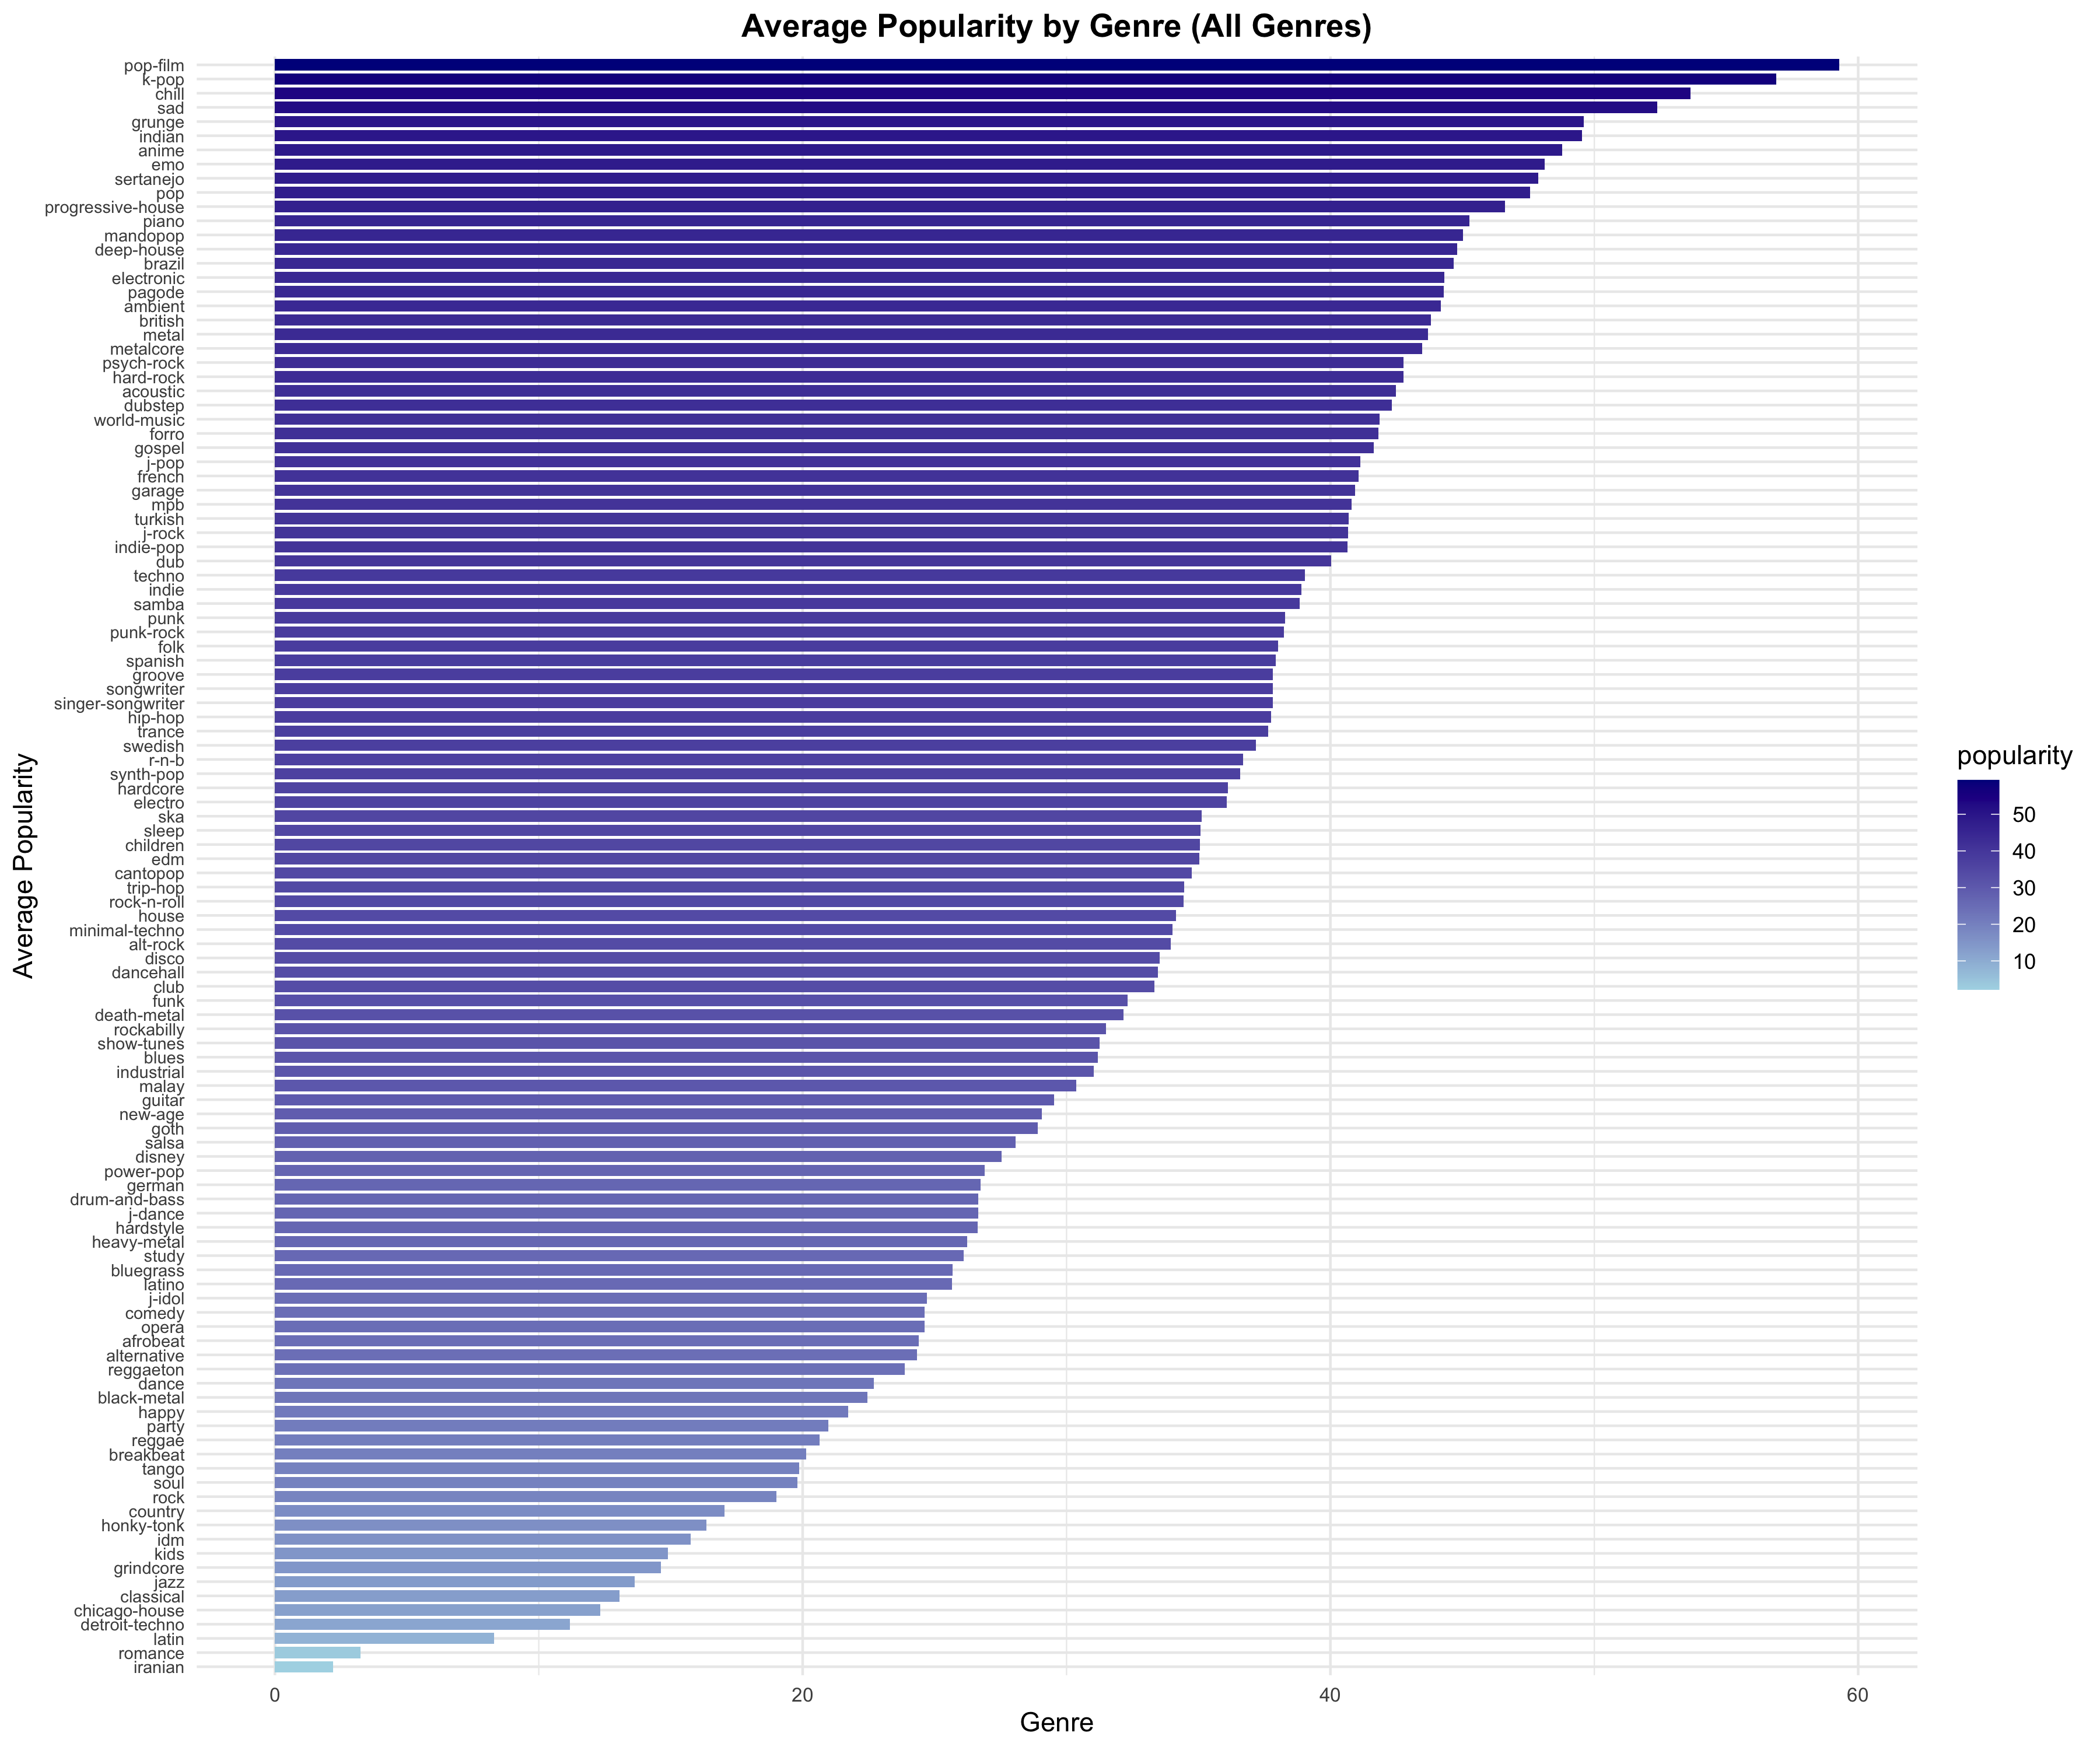 Average Popularity by Genre (All Genres)
pop-film
k-pop
chill
sad
grunge
indian
anime
emo
sertanejo
pop
progressive-house
piano
mandopop
deep-house
brazil
electronic
pagode
ambient
british
metal
metalcore
psych-rock
hard-rock
acoustic
dubstep
world-music
forro
gospel
j-pop
french
garage
mpb
turkish
j-rock
indie-pop
dub
techno
indie
samba
punk
punk-rock
folk
spanish
groove
songwriter
singer-songwriter
hip-hop
trance
swedish
r-n-b
synth-pop
hardcore
electro
ska
sleep
children
edm
cantopop
trip-hop
rock-n-roll
house
minimal-techno
alt-rock
disco
dancehall
club
funk
death-metal
rockabilly
show-tunes
blues
industrial
malay
guitar
new-age
goth
salsa
disney
power-pop
german
drum-and-bass
j-dance
hardstyle
heavy-metal
study
bluegrass
latino
j-idol
comedy
opera
afrobeat
alternative
reggaeton
dance
black-metal
happy
party
reggae
breakbeat
tango
soul
rock
country
honky-tonk
idm
kids
grindcore
jazz
classical
chicago-house
detroit-techno
latin
romance
iranian
0 20 40 60
Genre
Average Popularity
popularity
50
40
30
20
10